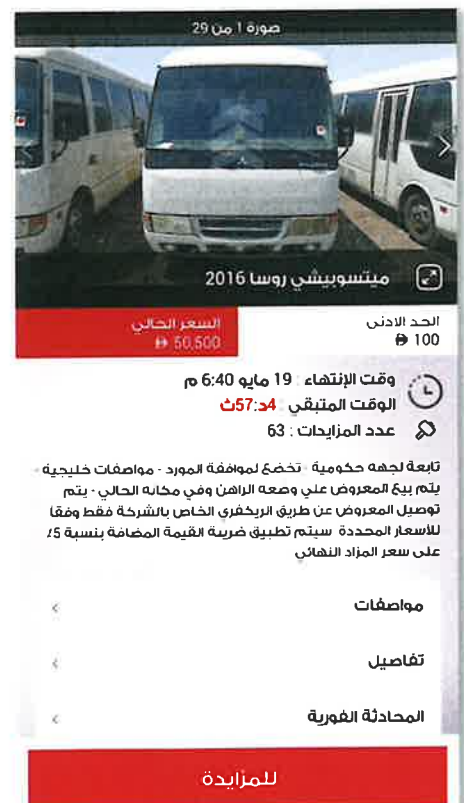 صورة 1 من 29
ميتسوبيشي روسا 2016
الحد الادنى
100
السعر الحالي
50,500
وقت الإنتهاء : 19 مايو 6:40 م
الوقت المتبقي : 4د:57ث
عدد المزايدات : 63
تابعة لجهه حكومية - تخضع لموافقة المورد - مواصفات خليجية -
يتم بيع المعروض علي وضعه الراهن وفي مكانه الحالي - يتم
توصيل المعروض عن طريق الريكفري الخاص بالشركة فقط وفقا
للأسعار المحددة سيتم تطبيق ضريبة القيمة المضافة بنسبة 5٪
على سعر المزاد النهائي
مواصفات
تفاصيل
المحادثة الفورية
للمزايدة